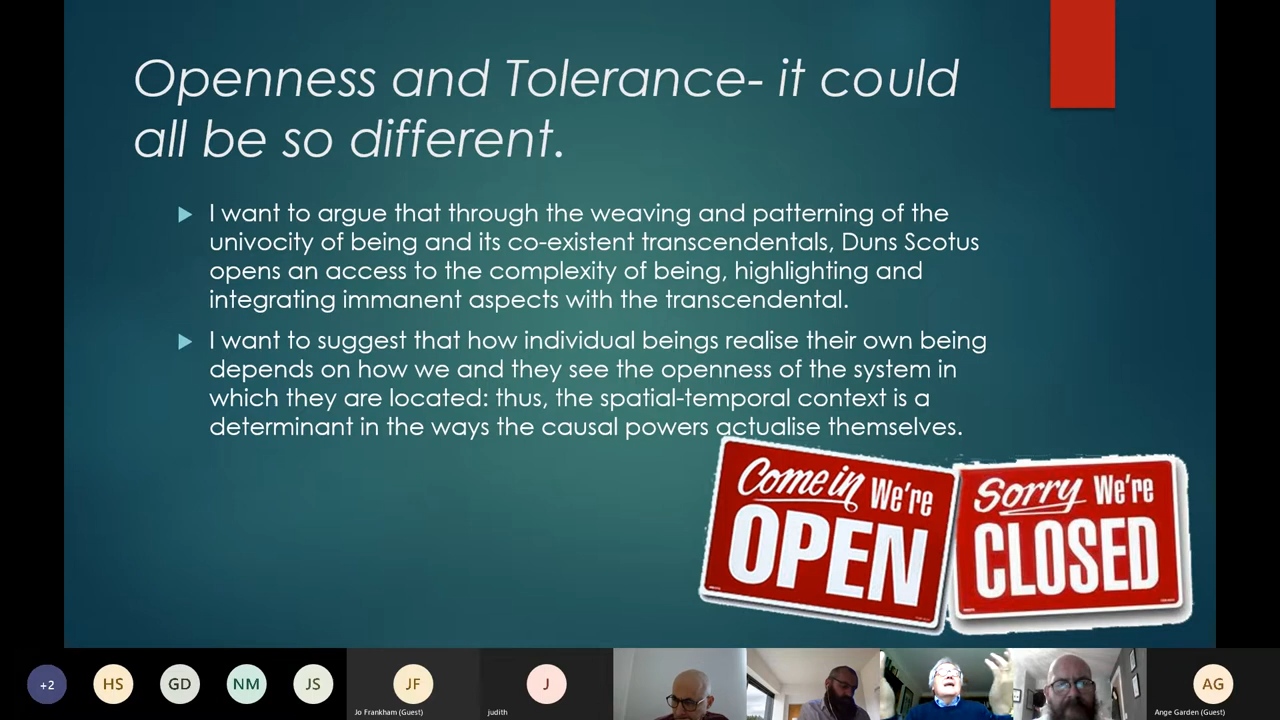 Openness and Tolerance- it could
all be so different.
I want to argue that through the weaving and patterning of the
univocity of being and its co-existent transcendentals, Duns Scotus
opens an access to the complexity of being, highlighting and
integrating immanent aspects with the transcendental.
I want to suggest that how individual beings realise their own being
depends on how we and they see the openness of the system in
which they are located: thus, the spatial-temporal context is a
determinant in the ways the causal powers actualise themselves.
Come in We're
OPEN
Sorry We're
CLOSED
+2
HS
GD
NM
JS
JF
J
AG
Jo Frankham (Guest)
judith
Ange Garden (Guest)